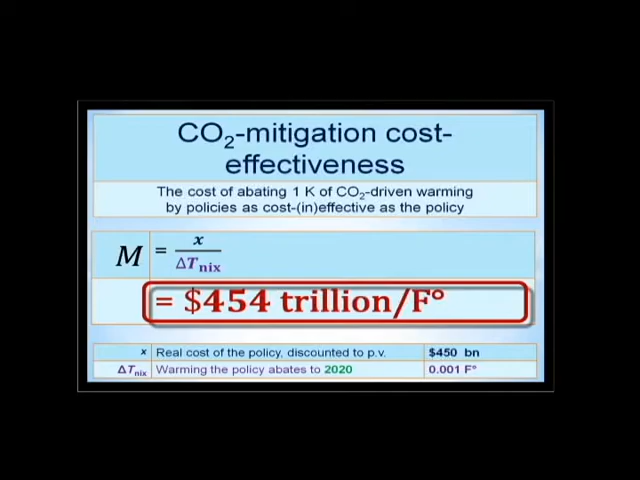 CO₂-mitigation cost-
effectiveness
The cost of abating 1 K of CO₂-driven warming
by policies as cost-(in)effective as the policy
M = x / ΔTnix
= $454 trillion/F°
x Real cost of the policy, discounted to p.v. $450 bn
ΔTnix Warming the policy abates to 2020 0.001 F°